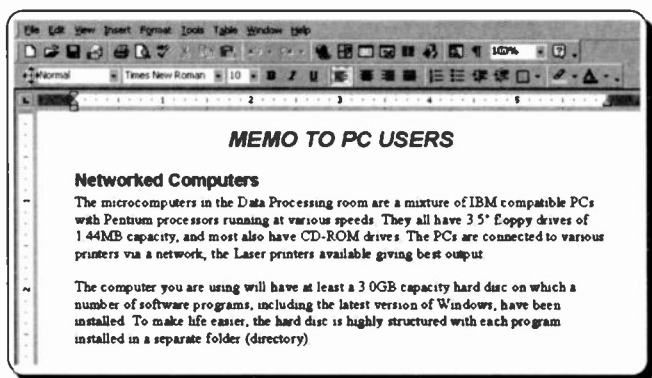 File Edit View Insert Format Tools Table Window Help
100%
Normal Times New Roman 10 B I U
2 3 4 5
MEMO TO PC USERS
Networked Computers
The microcomputers in the Data Processing room are a mixture of IBM compatible PCs
with Pentium processors running at various speeds. They all have 3.5" floppy drives of
1.44MB capacity, and most also have CD-ROM drives. The PCs are connected to various
printers via a network, the Laser printers available giving best output.
The computer you are using will have at least a 3.0GB capacity hard disc on which a
number of software programs, including the latest version of Windows, have been
installed. To make life easier, the hard disc is highly structured with each program
installed in a separate folder (directory).